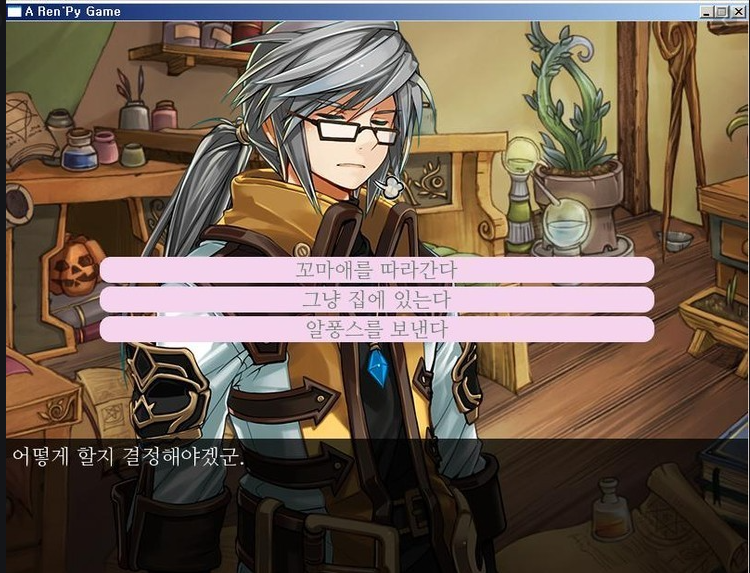 A Ren'Py Game
꼬마애를 따라간다
그냥 집에 있는다
알퐁스를 보낸다
어떻게 할지 결정해야겠군.